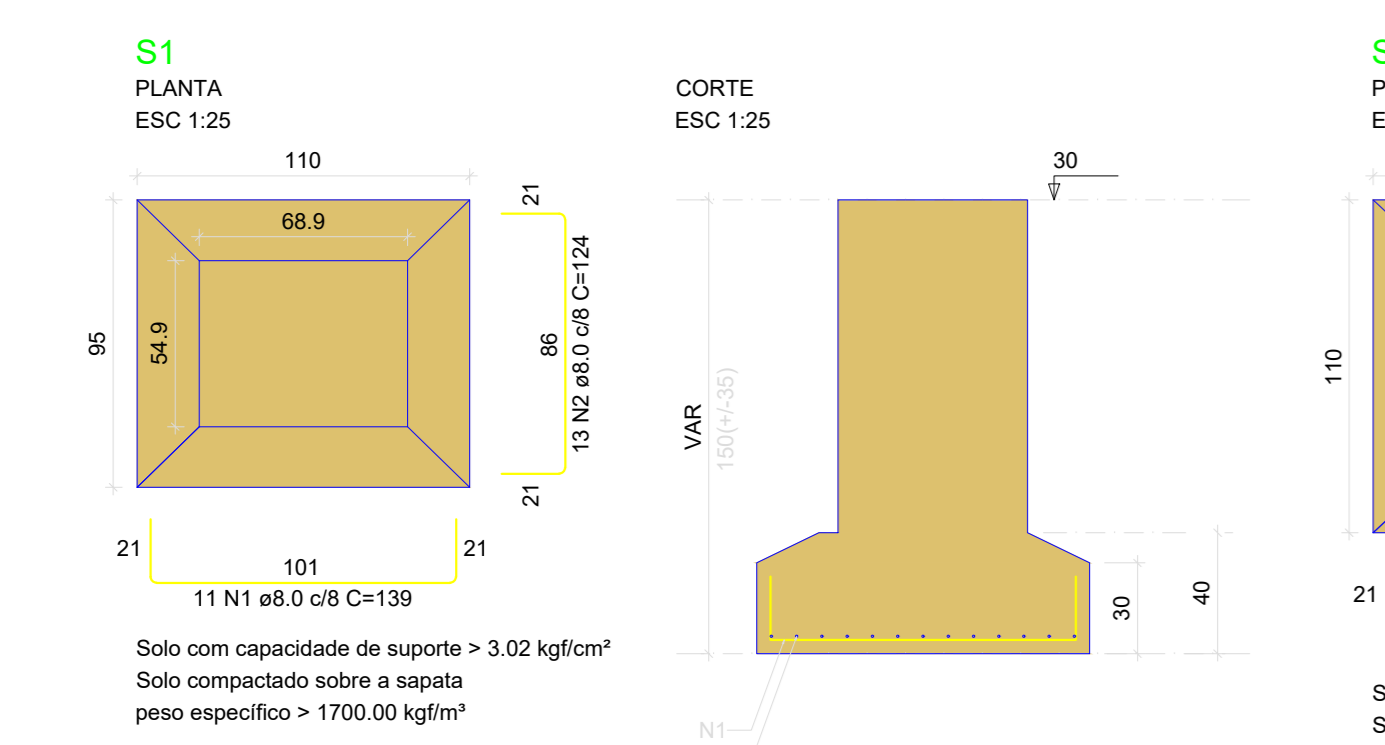 S1
PLANTA
ESC 1:25
110
68.9
54.9
95
21
86
13 N2 ø8.0 c/8 C=124
21
21
101
21
11 N1 ø8.0 c/8 C=139
Solo com capacidade de suporte > 3.02 kgf/cm²
Solo compactado sobre a sapata
peso específico > 1700.00 kgf/m³
CORTE
ESC 1:25
30
VAR
150(+/-35)
30
40
N1
S
P
E
110
21
S
S